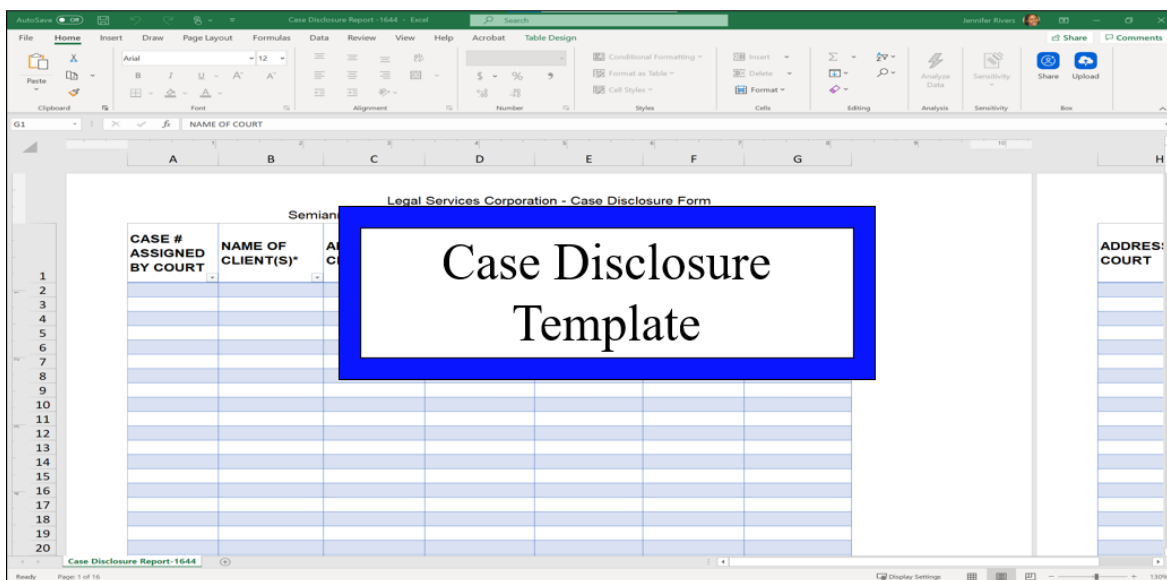 AutoSave Off Case Disclosure Report -1644 - Excel Search Jennifer Rivers
File Home Insert Draw Page Layout Formulas Data Review View Help Acrobat Table Design Share Comments
Paste
Arial 12
B I U A^ A^
$ % 9
Conditional Formatting
Format as Table
Cell Styles
Insert
Delete
Format
Analyze Data
Sensitivity
Share Upload
Clipboard Font Alignment Number Styles Cells Editing Analysis Sensitivity Box
G1 fx NAME OF COURT
A B C D E F G H
Legal Services Corporation - Case Disclosure Form
CASE #
ASSIGNED
BY COURT
NAME OF
CLIENT(S)*
COURT
Case Disclosure
Template
1
2
3
4
5
6
7
8
9
10
11
12
13
14
15
16
17
18
19
20
Case Disclosure Report-1644
Ready Page: 1 of 16 Display Settings 130%